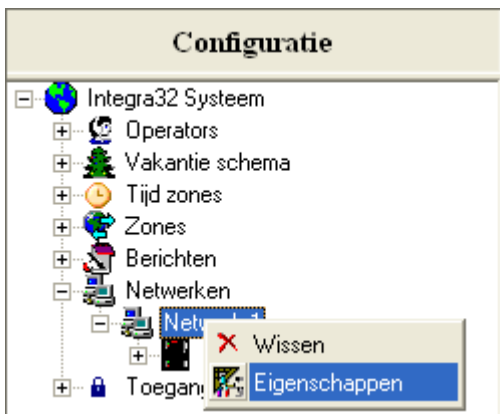 Configuratie
Integra32 Systeem
Operators
Vakantie schema
Tijd zones
Zones
Berichten
Netwerken
Wissen
Eigenschappen